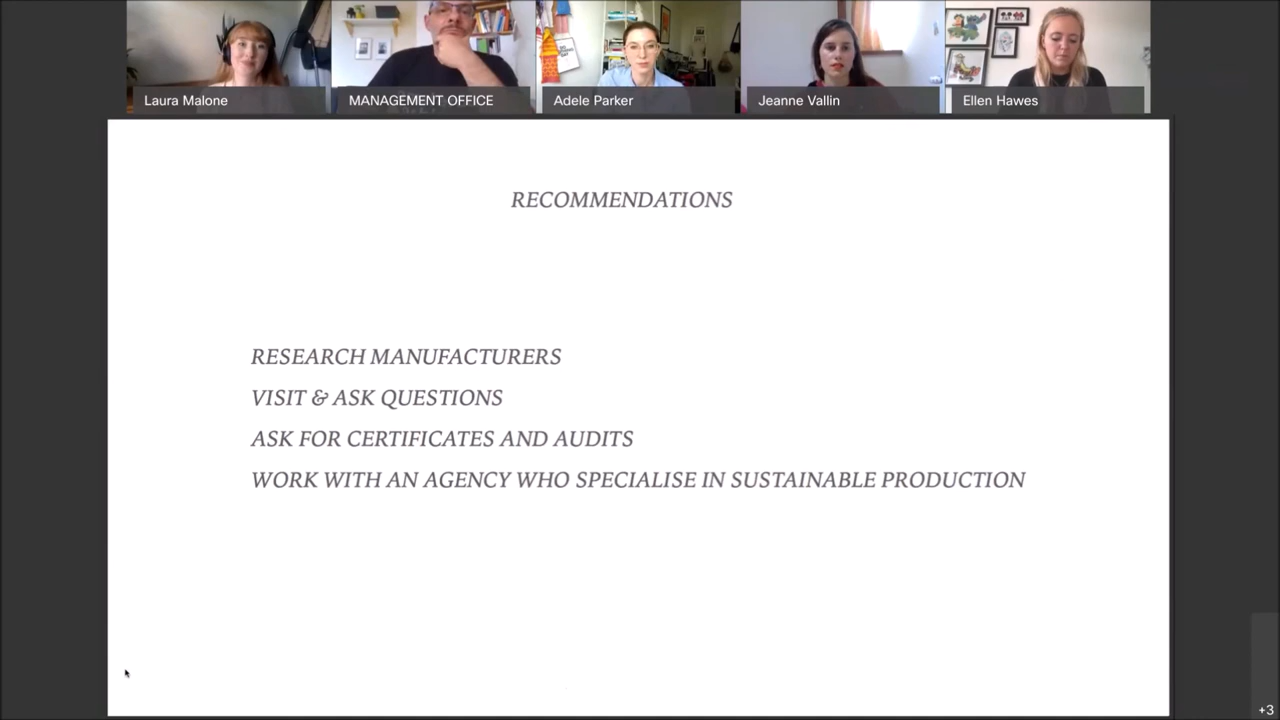 Laura Malone
MANAGEMENT OFFICE
Adele Parker
Jeanne Vallin
Ellen Hawes
RECOMMENDATIONS
RESEARCH MANUFACTURERS
VISIT & ASK QUESTIONS
ASK FOR CERTIFICATES AND AUDITS
WORK WITH AN AGENCY WHO SPECIALISE IN SUSTAINABLE PRODUCTION
+3